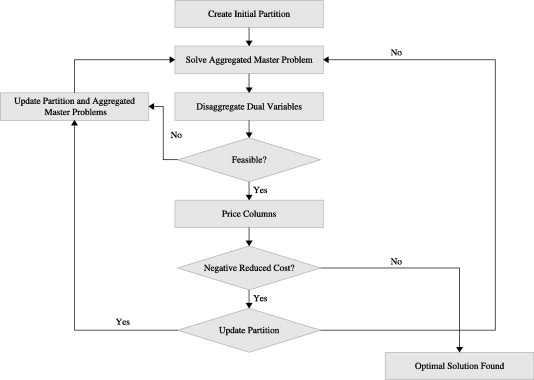 Create Initial Partition
Solve Aggregated Master Problem
No
Update Partition and Aggregated
Master Problems
Disaggregate Dual Variables
No
Feasible?
Yes
Price Columns
Negative Reduced Cost?
No
Yes
Yes
Update Partition
Optimal Solution Found